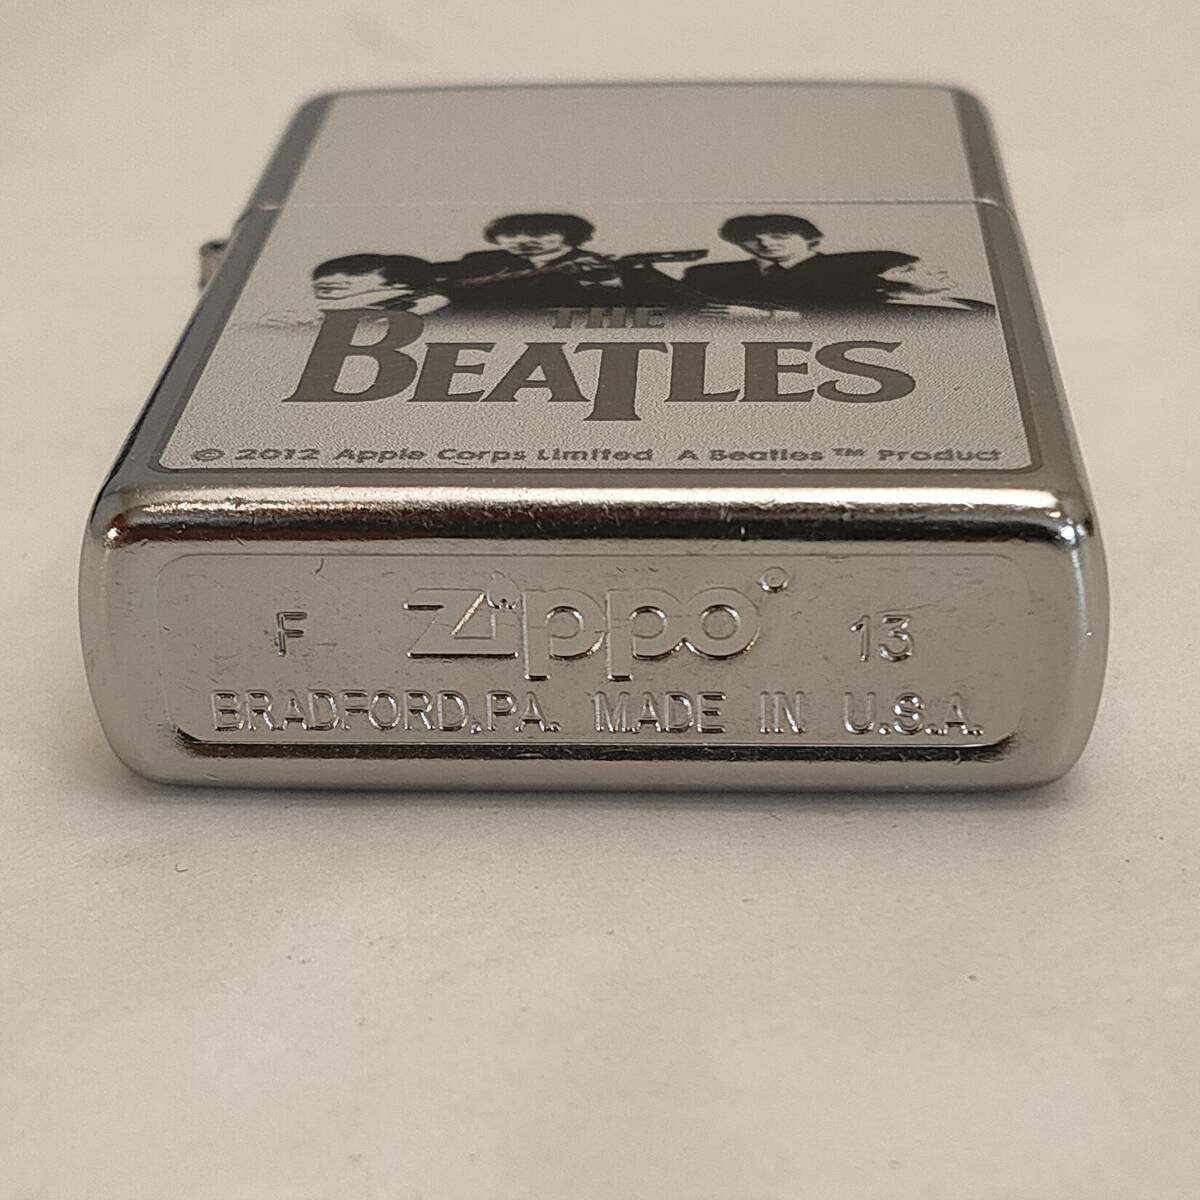 THE
BEATLES
© 2012 Apple Corps Limited A Beatles™ Product
F Zippo 13
BRADFORD,PA. MADE IN U.S.A.